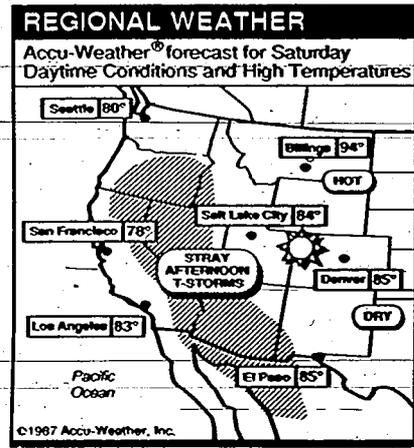 REGIONAL WEATHER
Accu-Weather® forecast for Saturday
Daytime Conditions and High Temperatures
Seattle 80°
Billings 94°
HOT
Salt Lake City 84°
San Francisco 78°
STRAY
AFTERNOON
T-STORMS
Denver 85°
Los Angeles 83°
DRY
El Paso 85°
Pacific
Ocean
©1987 Accu-Weather, Inc.